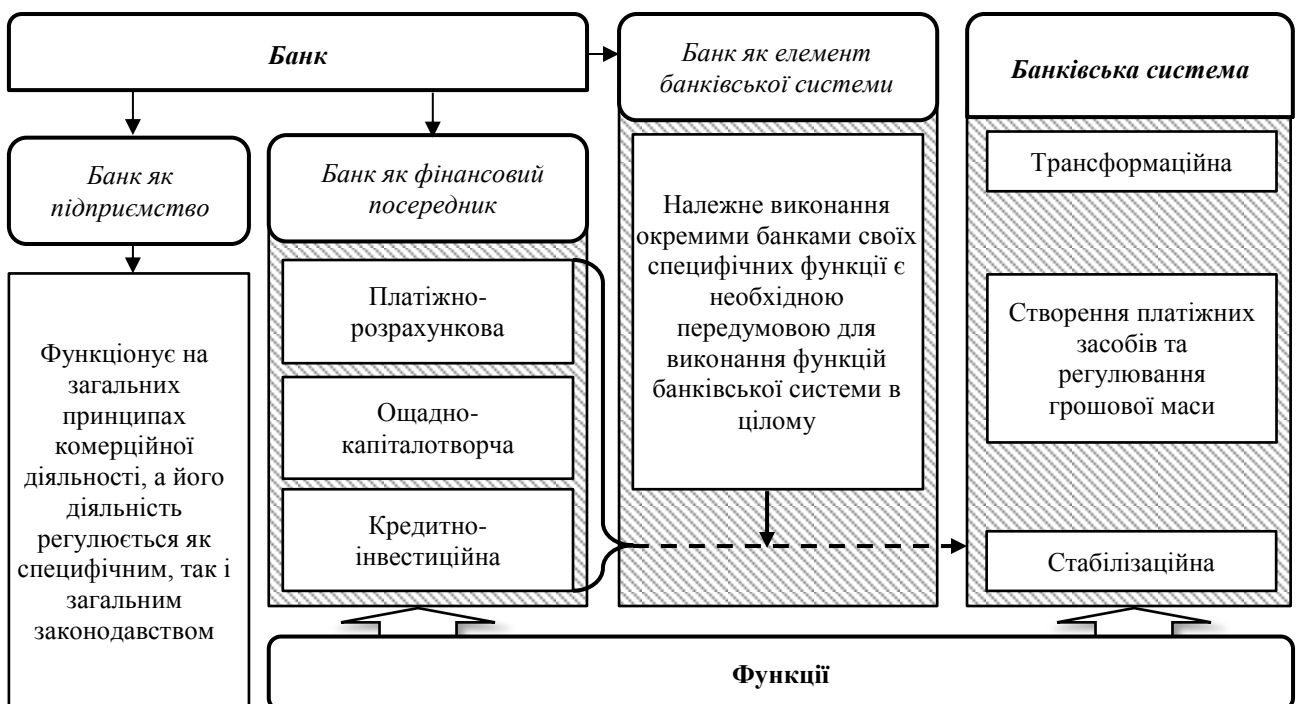 Банк
Банк як елемент
банківської системи
Банківська система
Банк як
підприємство
Банк як фінансовий
посередник
Функціонує на
загальних
принципах
комерційної
діяльності, а його
діяльність
регулюється як
специфічним, так і
загальним
законодавством
Платіжно-
розрахункова
Ощадно-
капіталотворча
Кредитно-
інвестиційна
Належне виконання
окремими банками своїх
специфічних функції є
необхідною
передумовою для
виконання функцій
банківської системи в
цілому
Трансформаційна
Створення платіжних
засобів та
регулювання
грошової маси
Стабілізаційна
Функції